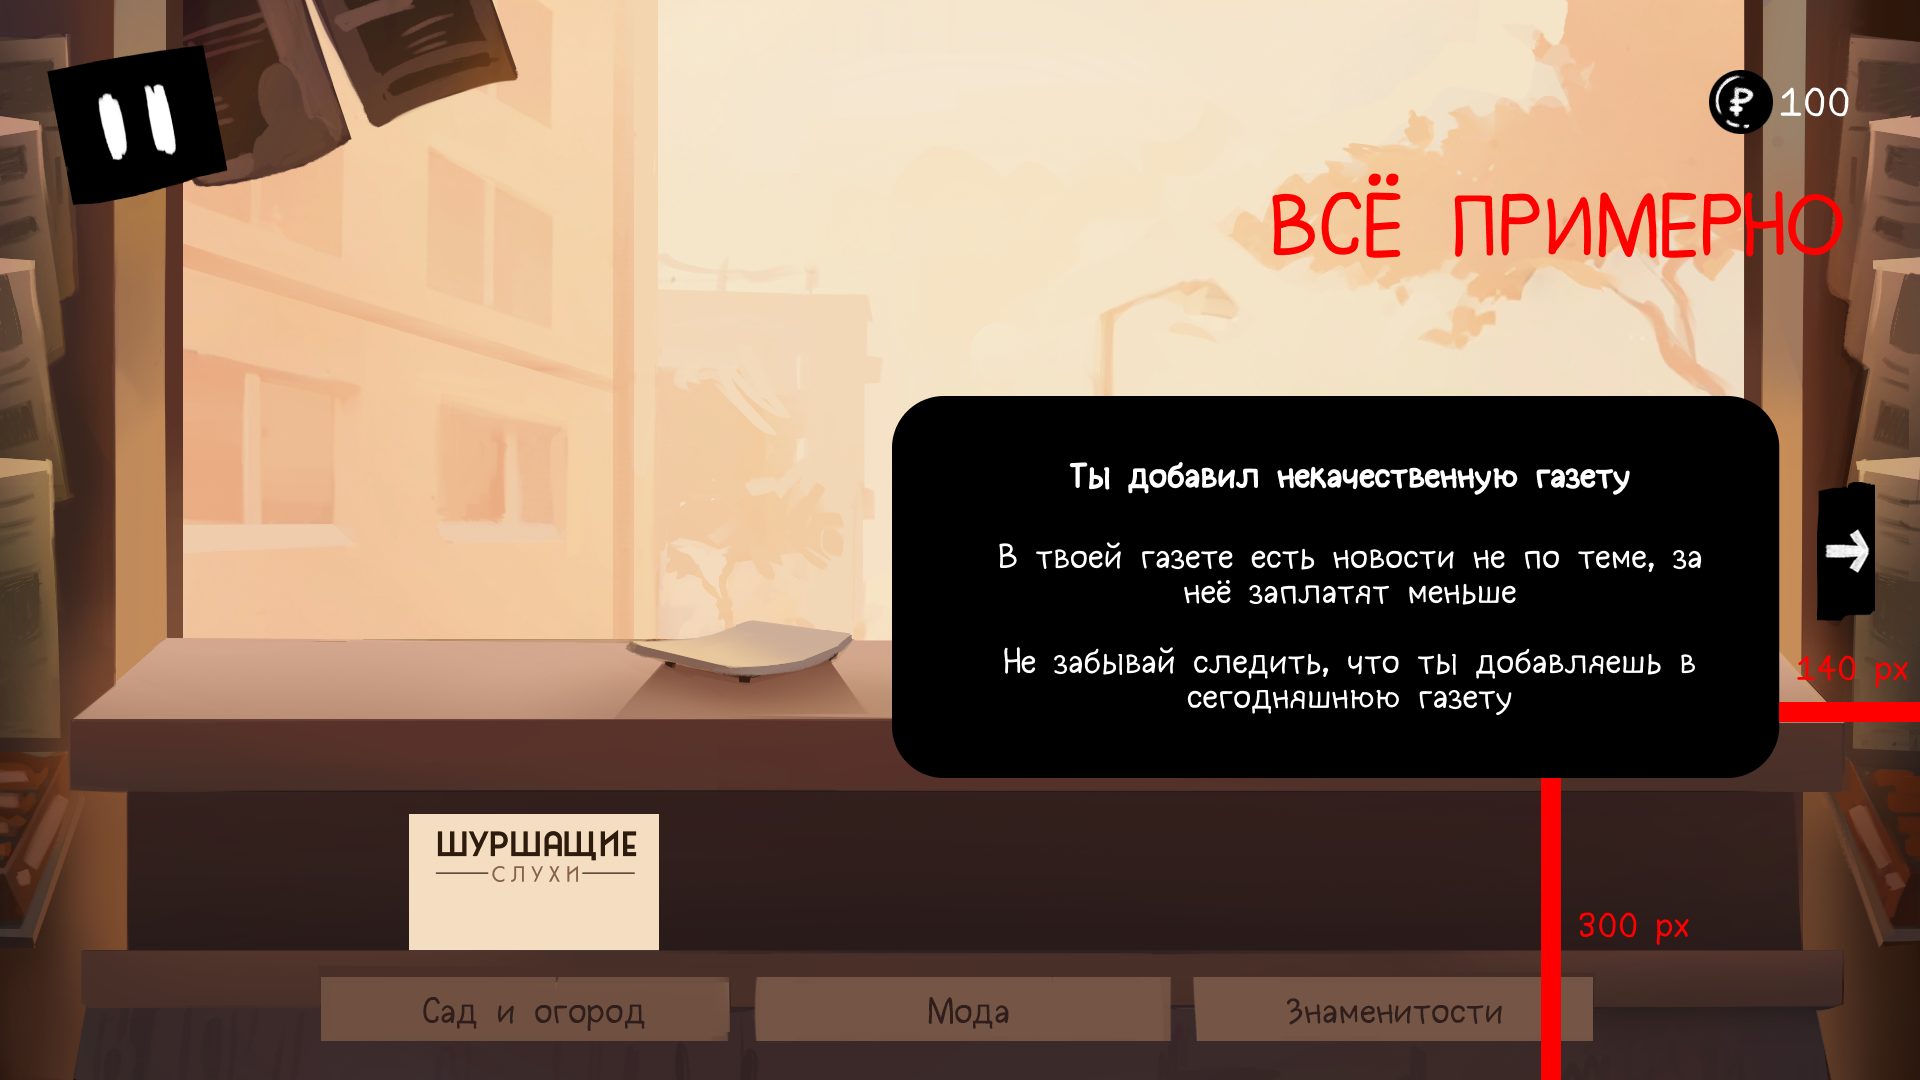 100
ВСЁ ПРИМЕРНО
Ты добавил некачественную газету
В твоей газете есть новости не по теме, за
неё заплатят меньше
Не забывай следить, что ты добавляешь в
сегодняшнюю газету
140 px
ШУРШАЩИЕ
СЛУХИ
300 px
Сад и огород
Мода
Знаменитости